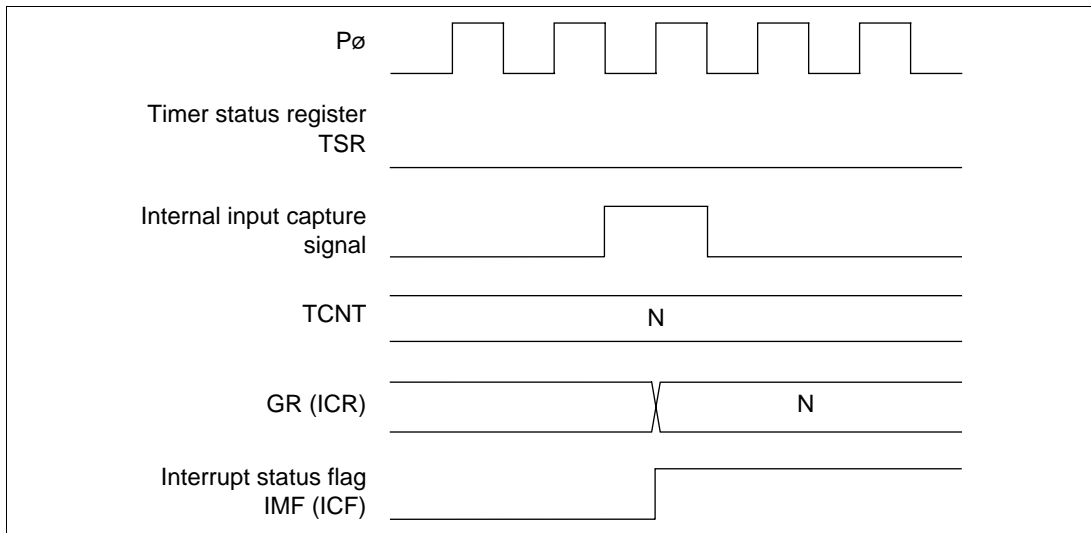 Pø
Timer status register
TSR
Internal input capture
signal
TCNT
N
GR (ICR)
N
Interrupt status flag
IMF (ICF)